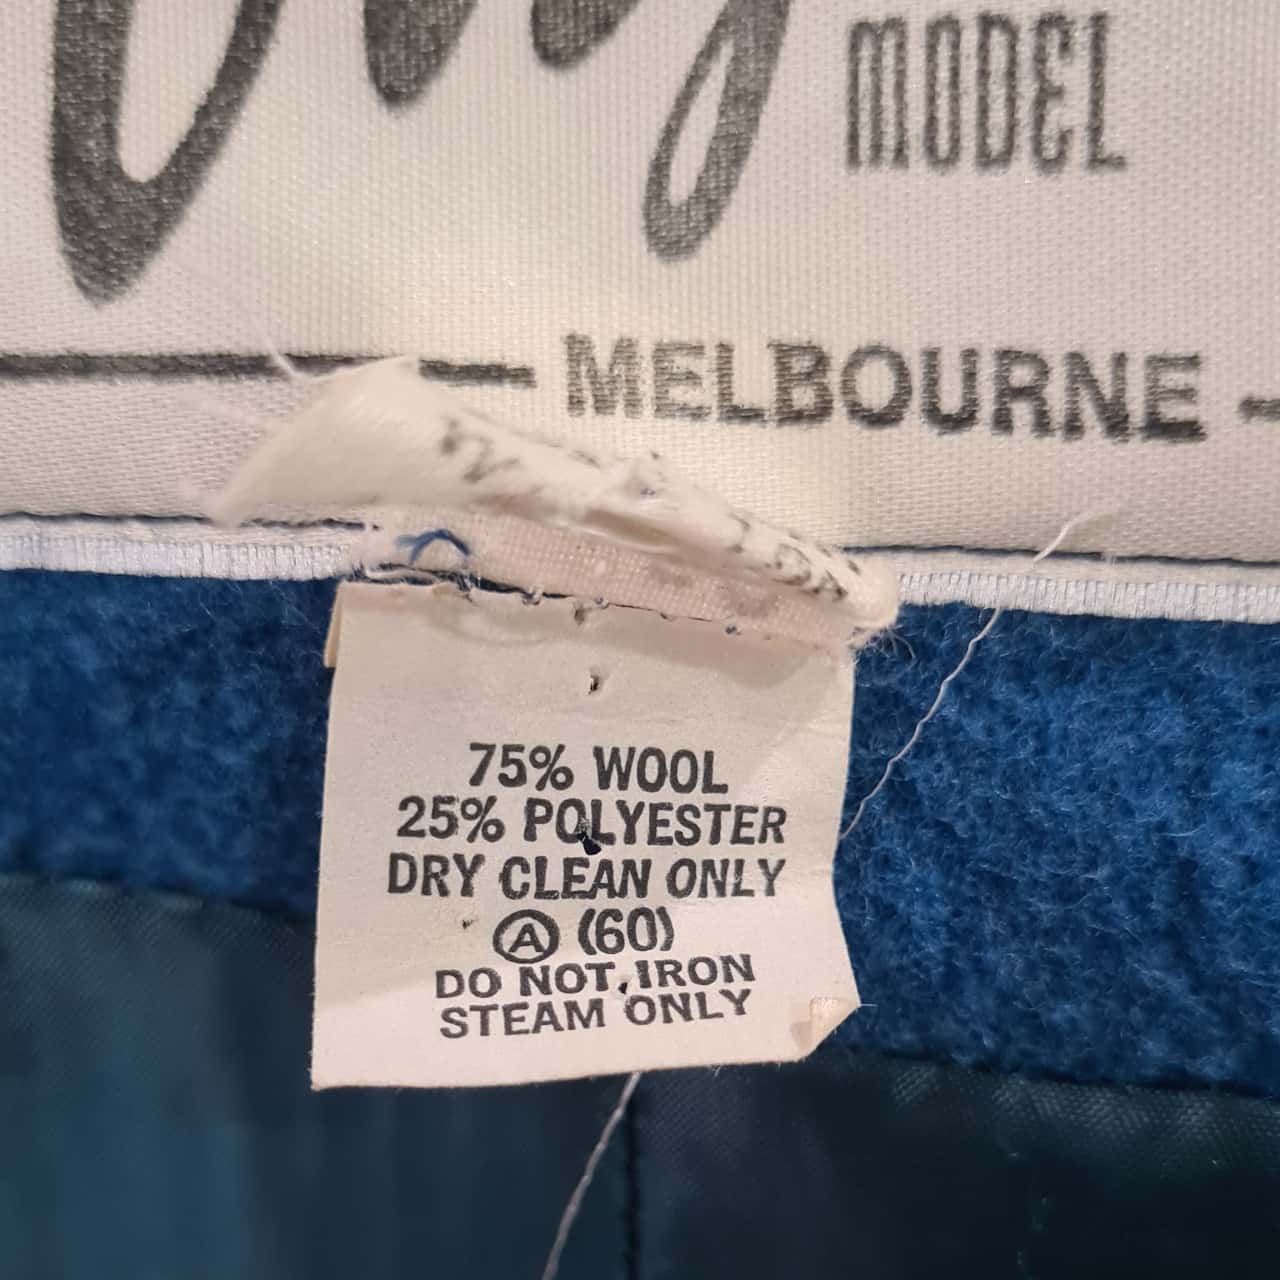 MODEL
MELBOURNE
75% WOOL
25% POLYESTER
DRY CLEAN ONLY
Ⓐ (60)
DO NOT IRON
STEAM ONLY